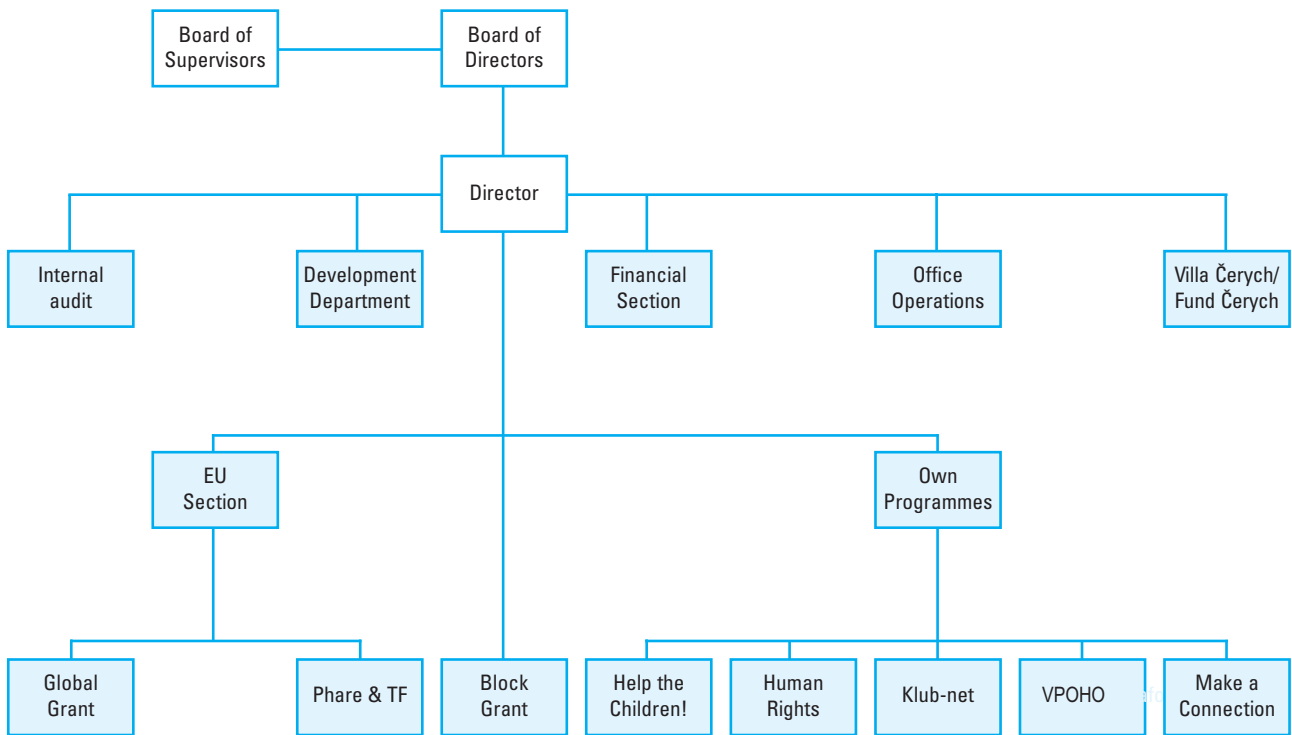 Board of
Supervisors
Board of
Directors
Director
Internal
audit
Development
Department
Financial
Section
Office
Operations
Villa Čerych/
Fund Čerych
EU
Section
Own
Programmes
Global
Grant
Phare & TF
Block
Grant
Help the
Children!
Human
Rights
Klub-net
VPOHO
Make a
Connection